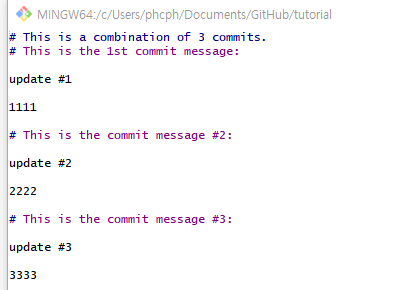 MINGW64:/c/Users/phcph/Documents/GitHub/tutorial
# This is a combination of 3 commits.
# This is the 1st commit message:
update #1
1111
# This is the commit message #2:
update #2
2222
# This is the commit message #3:
update #3
3333